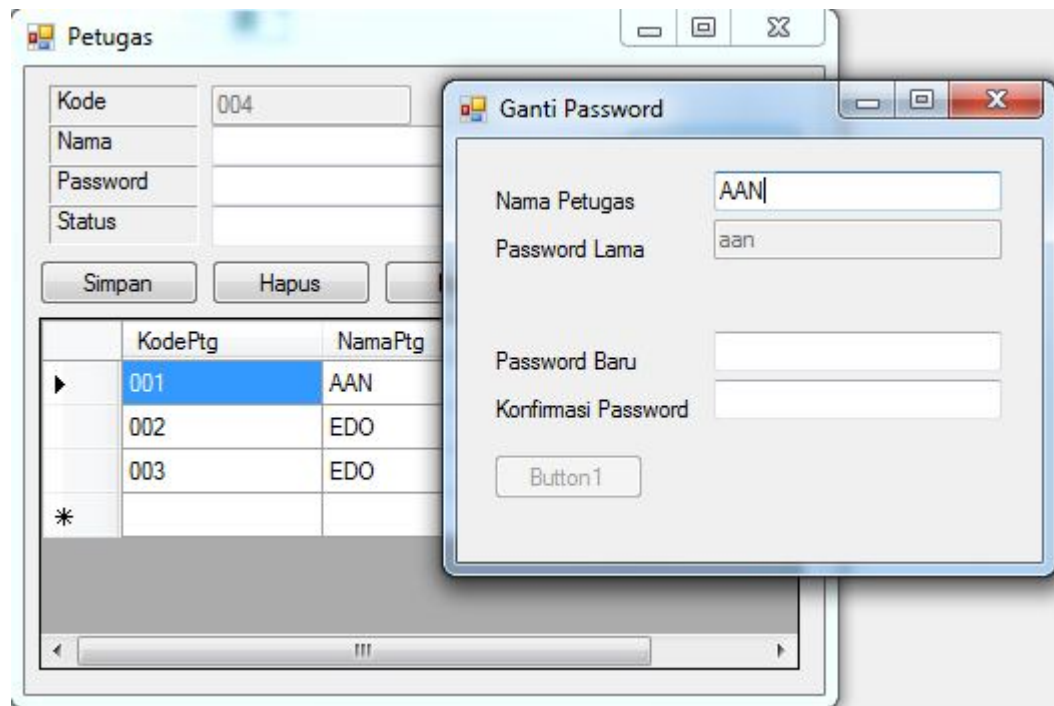 Petugas
Kode
004
Nama
Password
Status
Simpan
Hapus
KodePtg
NamaPtg
001
AAN
002
EDO
003
EDO
Ganti Password
Nama Petugas
AAN
Password Lama
aan
Password Baru
Konfirmasi Password
Button1